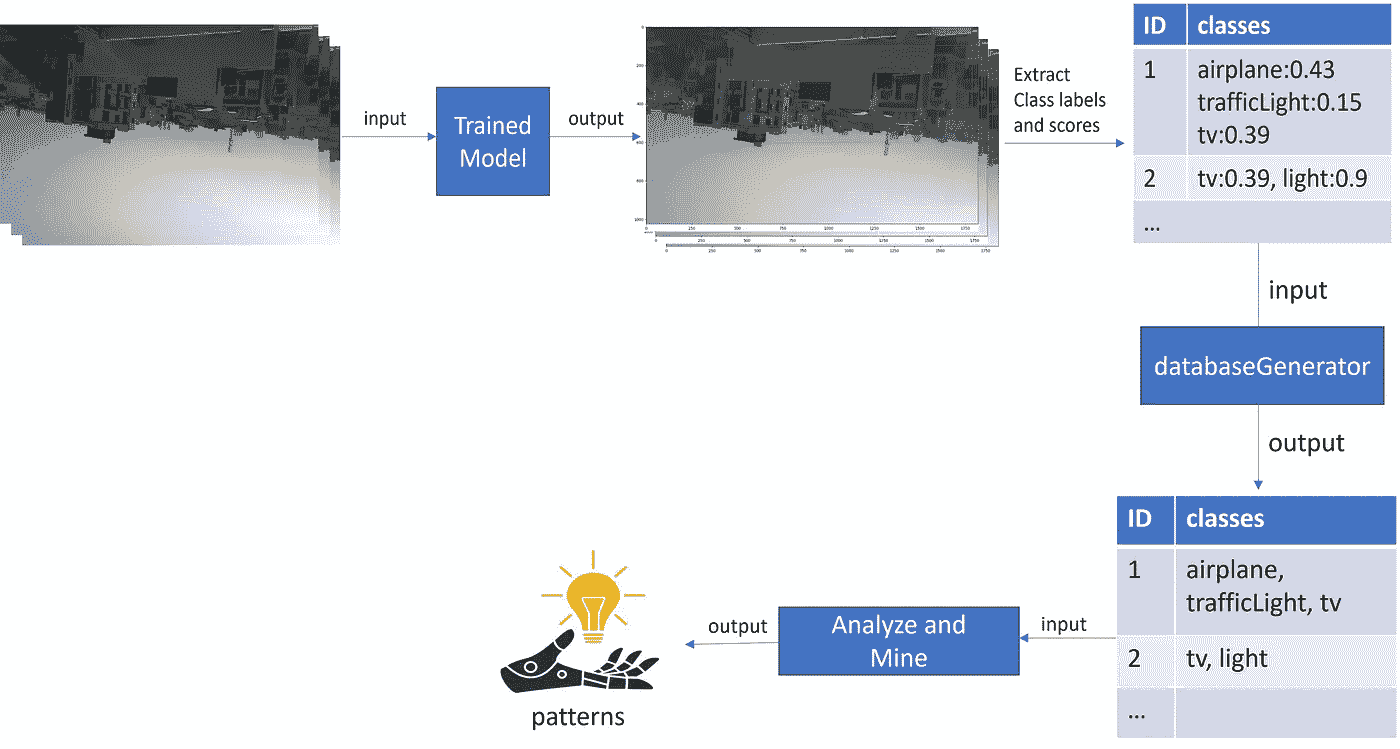 input
Trained
Model
output
Extract
Class labels
and scores
ID classes
1 airplane:0.43
trafficLight:0.15
tv:0.39
2 tv:0.39, light:0.9
...
input
databaseGenerator
output
ID classes
1 airplane,
trafficLight, tv
2 tv, light
...
input
Analyze and
Mine
output
patterns